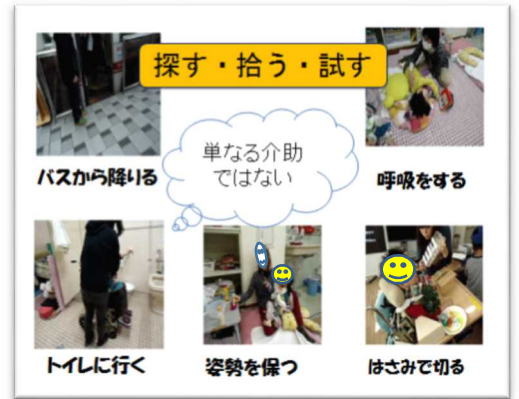 探す・拾う・試す
単なる介助
ではない
バスから降りる
呼吸をする
トイレに行く
姿勢を保つ
はさみで切る